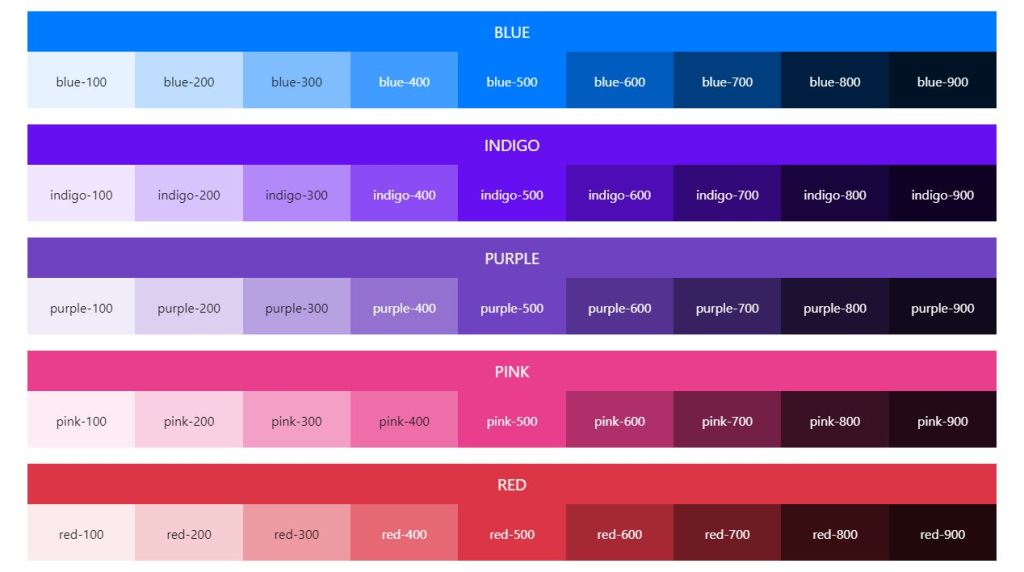 BLUE
blue-100 blue-200 blue-300 blue-400 blue-500 blue-600 blue-700 blue-800 blue-900
INDIGO
indigo-100 indigo-200 indigo-300 indigo-400 indigo-500 indigo-600 indigo-700 indigo-800 indigo-900
PURPLE
purple-100 purple-200 purple-300 purple-400 purple-500 purple-600 purple-700 purple-800 purple-900
PINK
pink-100 pink-200 pink-300 pink-400 pink-500 pink-600 pink-700 pink-800 pink-900
RED
red-100 red-200 red-300 red-400 red-500 red-600 red-700 red-800 red-900